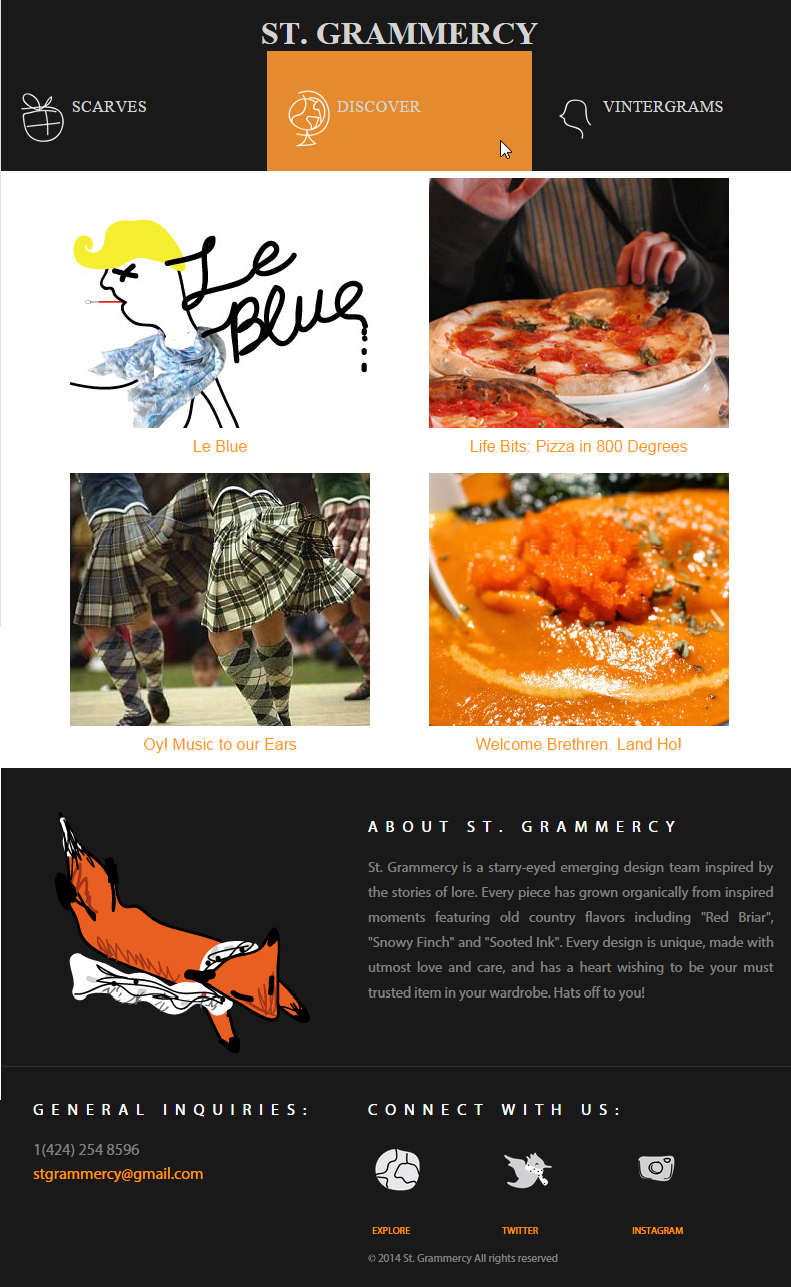 ST. GRAMMERCY
SCARVES
DISCOVER
VINTERGRAMS
Le
Blue
Le Blue
Life Bits: Pizza in 800 Degrees
Oy! Music to our Ears
Welcome Brethren. Land Ho!
ABOUT ST. GRAMMERCY
St. Grammercy is a starry-eyed emerging design team inspired by
the stories of lore. Every piece has grown organically from inspired
moments featuring old country flavors including "Red Briar",
"Snowy Finch" and "Sooted Ink". Every design is unique, made with
utmost love and care, and has a heart wishing to be your must
trusted item in your wardrobe. Hats off to you!
GENERAL INQUIRIES:
1(424) 254 8596
stgrammercy@gmail.com
CONNECT WITH US:
EXPLORE
TWITTER
INSTAGRAM
© 2014 St. Grammercy All rights reserved